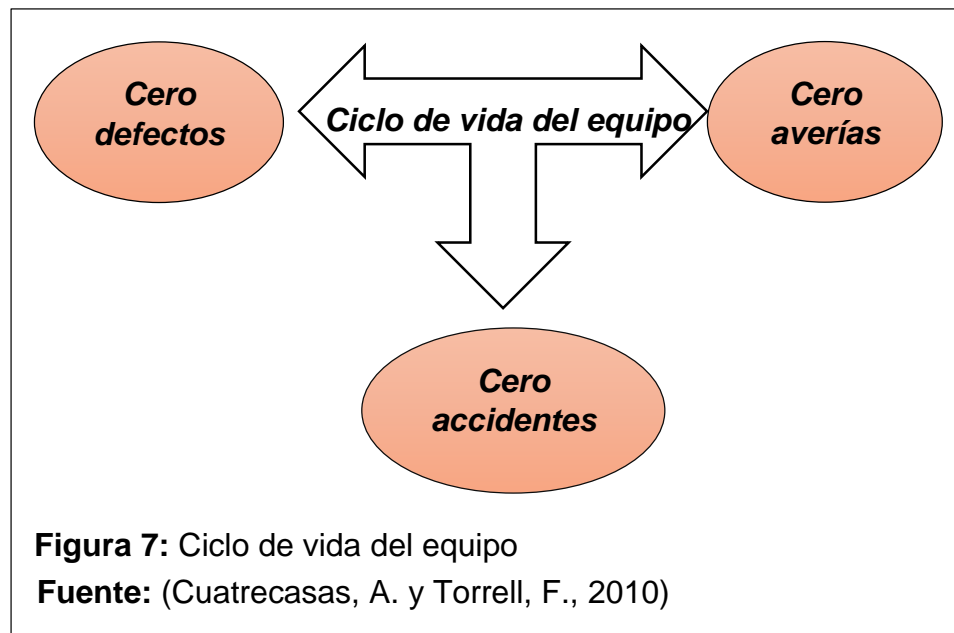 Cero
defectos
Ciclo de vida del equipo
Cero
averías
Cero
accidentes
Figura 7: Ciclo de vida del equipo
Fuente: (Cuatrecasas, A. y Torrell, F., 2010)